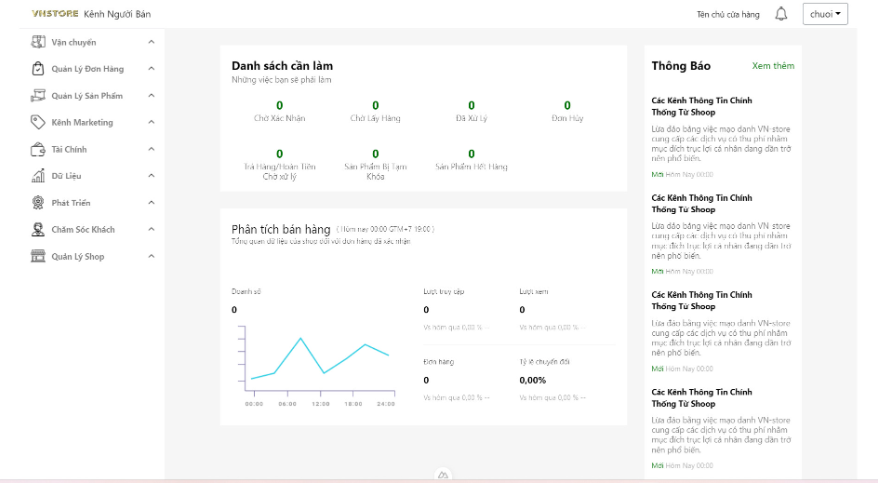 VNSTORE Kênh Người Bán
Tên chủ cửa hàng
chuoi
Vận chuyển
Quản Lý Đơn Hàng
Quản Lý Sản Phẩm
Kênh Marketing
Tài Chính
Dữ Liệu
Phát Triển
Chăm Sóc Khách
Quản Lý Shop
Danh sách cần làm
Những việc bạn sẽ phải làm
0 0 0 0
Chờ Xác Nhận Chờ Lấy Hàng Đã Xử Lý Đơn Hủy
0 0 0
Trả Hàng/Hoàn Tiền Sản Phẩm Bị Tạm Sản Phẩm Hết Hàng
Chờ xử lý Khóa
Phân tích bán hàng ( Hôm nay 00:00 GTM+7 19:00 )
Tổng quan dữ liệu của shop đối với đơn hàng đã xác nhận
Doanh số
0
00:00 06:00 12:00 18:00 24:00
Lượt truy cập Lượt xem
0 0
Vs hôm qua 0,00 % -- Vs hôm qua 0,00 % --
Đơn hàng Tỷ lệ chuyển đổi
0 0,00%
Vs hôm qua 0,00 % -- Vs hôm qua 0,00 % --
Thông Báo Xem thêm
Các Kênh Thông Tin Chính
Thống Từ Shoop
Lừa đảo bằng việc mạo danh VN-store
cung cấp các dịch vụ có thu phí nhằm
mục đích trục lợi cá nhân đang dần trở
nên phổ biến.
Mới Hôm Nay 00:00
Các Kênh Thông Tin Chính
Thống Từ Shoop
Lừa đảo bằng việc mạo danh VN-store
cung cấp các dịch vụ có thu phí nhằm
mục đích trục lợi cá nhân đang dần trở
nên phổ biến.
Mới Hôm Nay 00:00
Các Kênh Thông Tin Chính
Thống Từ Shoop
Lừa đảo bằng việc mạo danh VN-store
cung cấp các dịch vụ có thu phí nhằm
mục đích trục lợi cá nhân đang dần trở
nên phổ biến.
Mới Hôm Nay 00:00
Các Kênh Thông Tin Chính
Thống Từ Shoop
Lừa đảo bằng việc mạo danh VN-store
cung cấp các dịch vụ có thu phí nhằm
mục đích trục lợi cá nhân đang dần trở
nên phổ biến.
Mới Hôm Nay 00:00